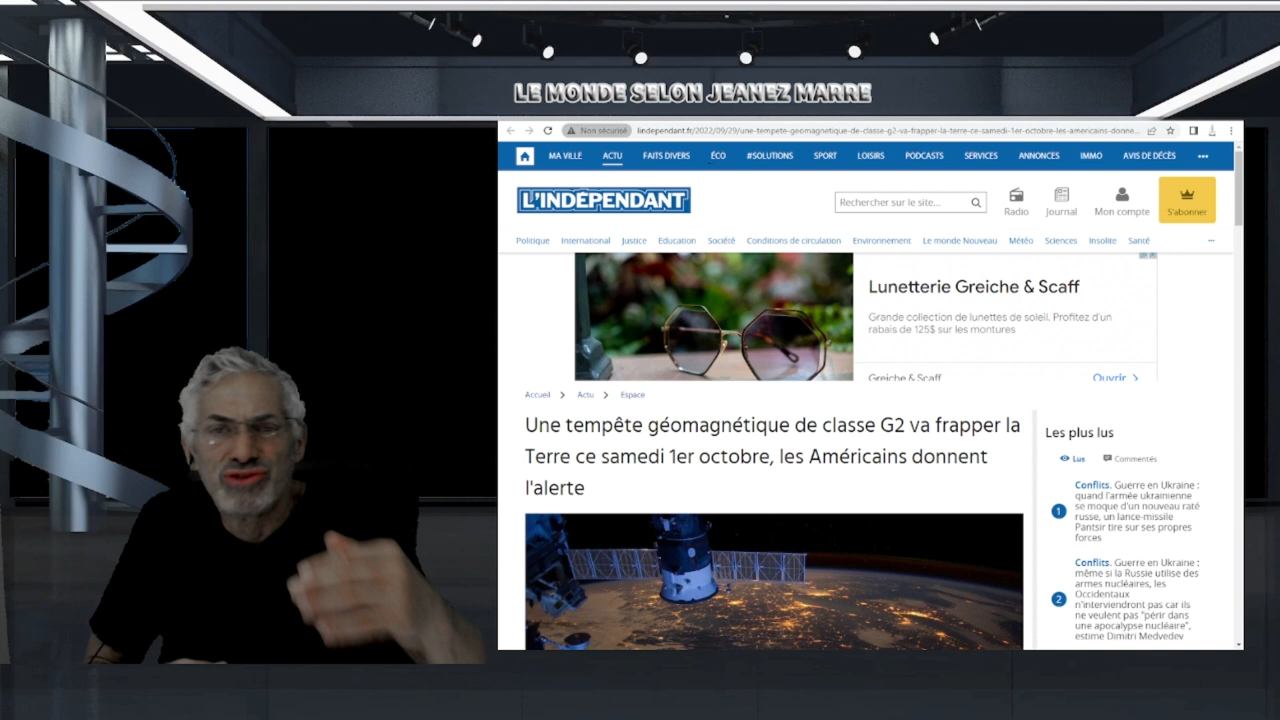 LE MONDE SELON JEANEZ MARRE
Non sécurisé
lindependant.fr/2022/09/29/une-tempete-geomagnetique-de-classe-g2-va-frapper-la-terre-ce-samedi-1er-octobre-les-americains-donne...
MA VILLE ACTU FAITS DIVERS ÉCO #SOLUTIONS SPORT LOISIRS PODCASTS SERVICES ANNONCES IMMO AVIS DE DÉCÈS •••
L'INDÉPENDANT
Rechercher sur le site...
Radio Journal Mon compte S'abonner
Politique International Justice Education Société Conditions de circulation Environnement Le monde Nouveau Météo Sciences Insolite Santé ...
Lunetterie Greiche & Scaff
Grande collection de lunettes de soleil. Profitez d'un
rabais de 125$ sur les montures
Greiche & Scaff Ouvrir >
Accueil > Actu > Espace
Une tempête géomagnétique de classe G2 va frapper la
Terre ce samedi 1er octobre, les Américains donnent
l'alerte
Les plus lus
Lus Commentés
1
Conflits. Guerre en Ukraine :
quand l'armée ukrainienne
se moque d'un nouveau raté
russe, un lance-missile
Pantsir tire sur ses propres
forces
2
Conflits. Guerre en Ukraine :
même si la Russie utilise des
armes nucléaires, les
Occidentaux
n'interviendront pas car ils
ne veulent pas "périr dans
une apocalypse nucléaire",
estime Dimitri Medvedev